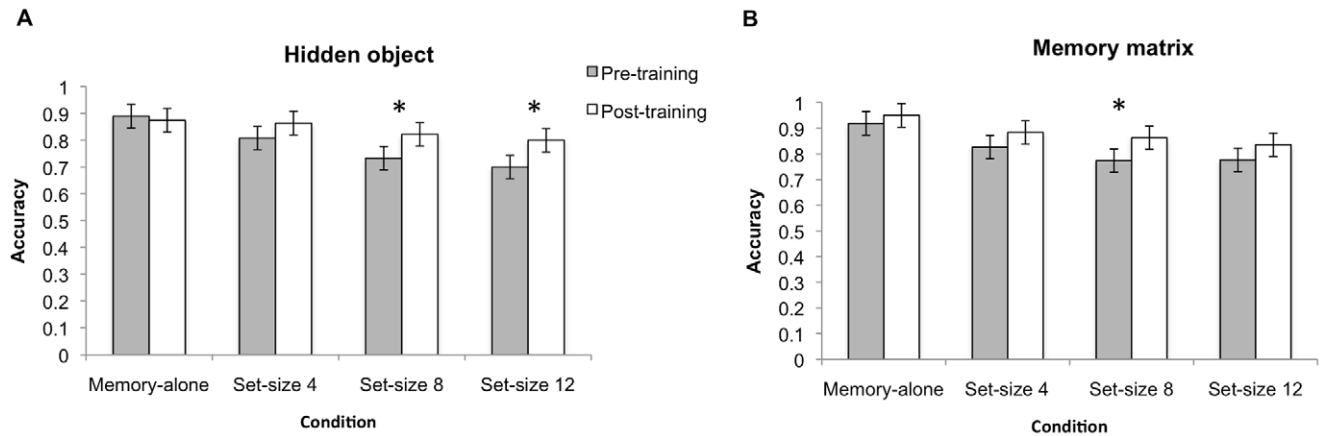 A
Hidden object
Pre-training
Post-training
*
*
1
0.9
0.8
0.7
0.6
0.5
0.4
0.3
0.2
0.1
0
Accuracy
Memory-alone Set-size 4 Set-size 8 Set-size 12
Condition
B
Memory matrix
*
1
0.9
0.8
0.7
0.6
0.5
0.4
0.3
0.2
0.1
0
Accuracy
Memory-alone Set-size 4 Set-size 8 Set-size 12
Condition